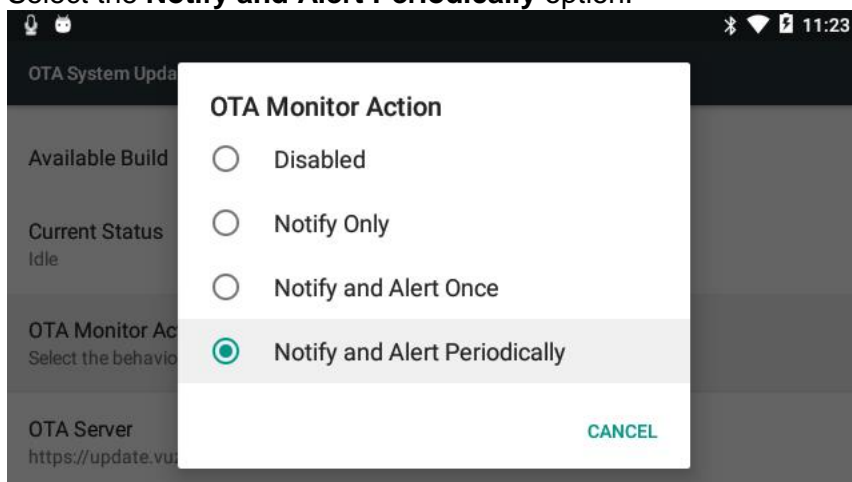 Select the Notify and Alert Periodically option.
11:23
OTA System Upda
OTA Monitor Action
Available Build
Disabled
Current Status
Idle
Notify Only
Notify and Alert Once
OTA Monitor Ac
Select the behavio
Notify and Alert Periodically
OTA Server
https://update.vuz
CANCEL